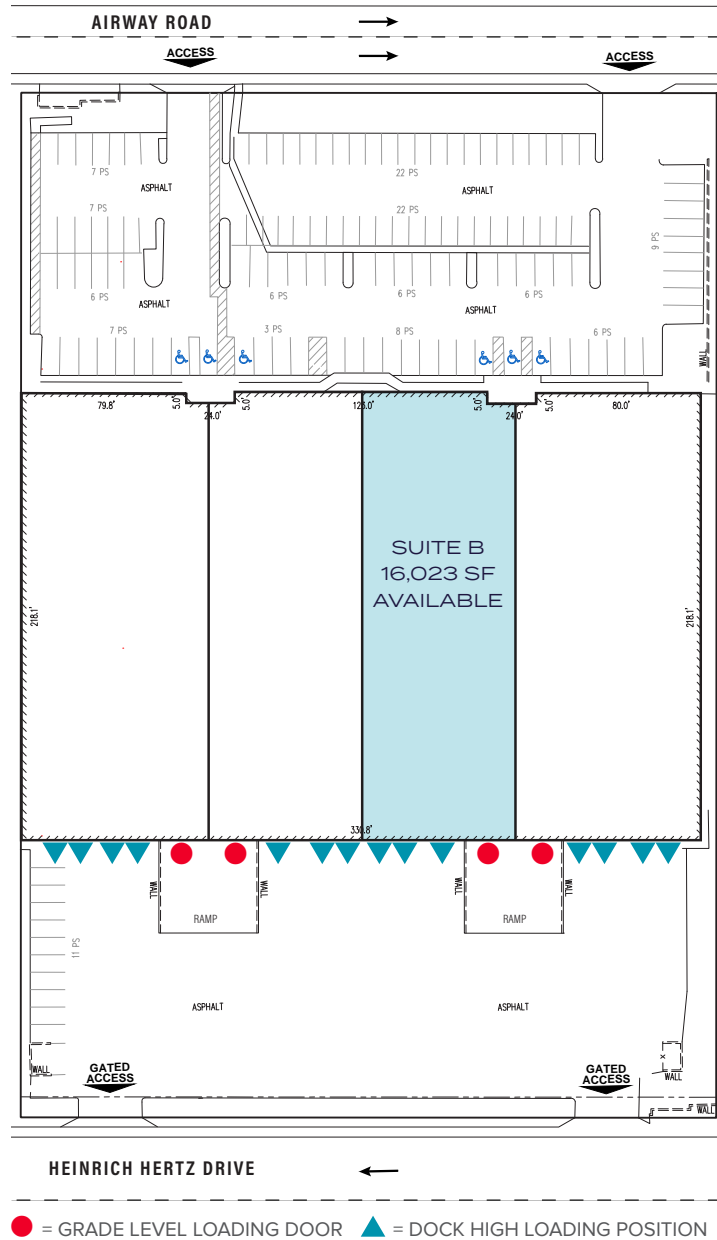 AIRWAY ROAD
ACCESS
ACCESS
7 PS
22 PS
ASPHALT
ASPHALT
7 PS
22 PS
9 PS
6 PS
6 PS
6 PS
6 PS
ASPHALT
ASPHALT
7 PS
3 PS
8 PS
6 PS
WALL
79.8'
5.0'
24.0'
5.0'
126.0'
5.0'
24.0'
5.0'
80.0'
SUITE B
16,023 SF
AVAILABLE
218.1'
218.1'
330.8'
WALL
WALL
WALL
WALL
RAMP
RAMP
11 PS
ASPHALT
ASPHALT
WALL
GATED
ACCESS
GATED
ACCESS
x
WALL
WALL
HEINRICH HERTZ DRIVE
= GRADE LEVEL LOADING DOOR
= DOCK HIGH LOADING POSITION